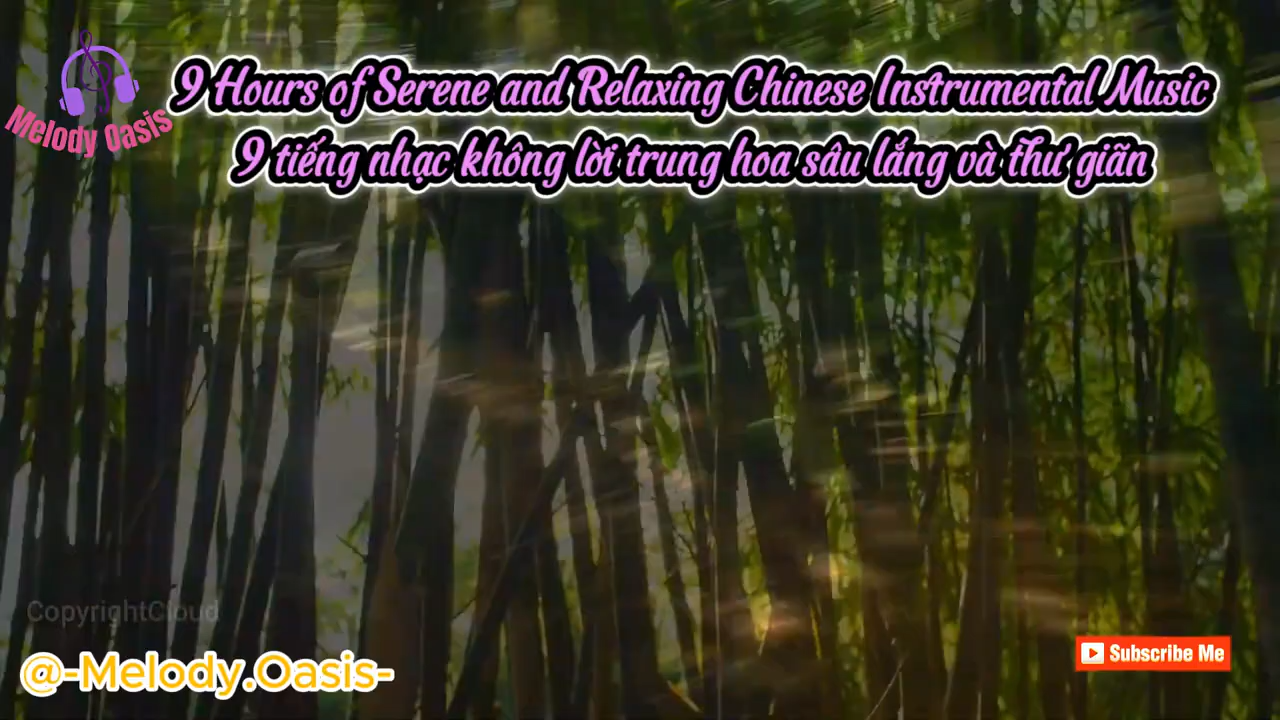 Melody Oasis
9 Hours of Serene and Relaxing Chinese Instrumental Music
9 tiếng nhạc không lời trung hoa sâu lắng và thư giãn
CopyrightCloud
@-Melody.Oasis-
Subscribe Me